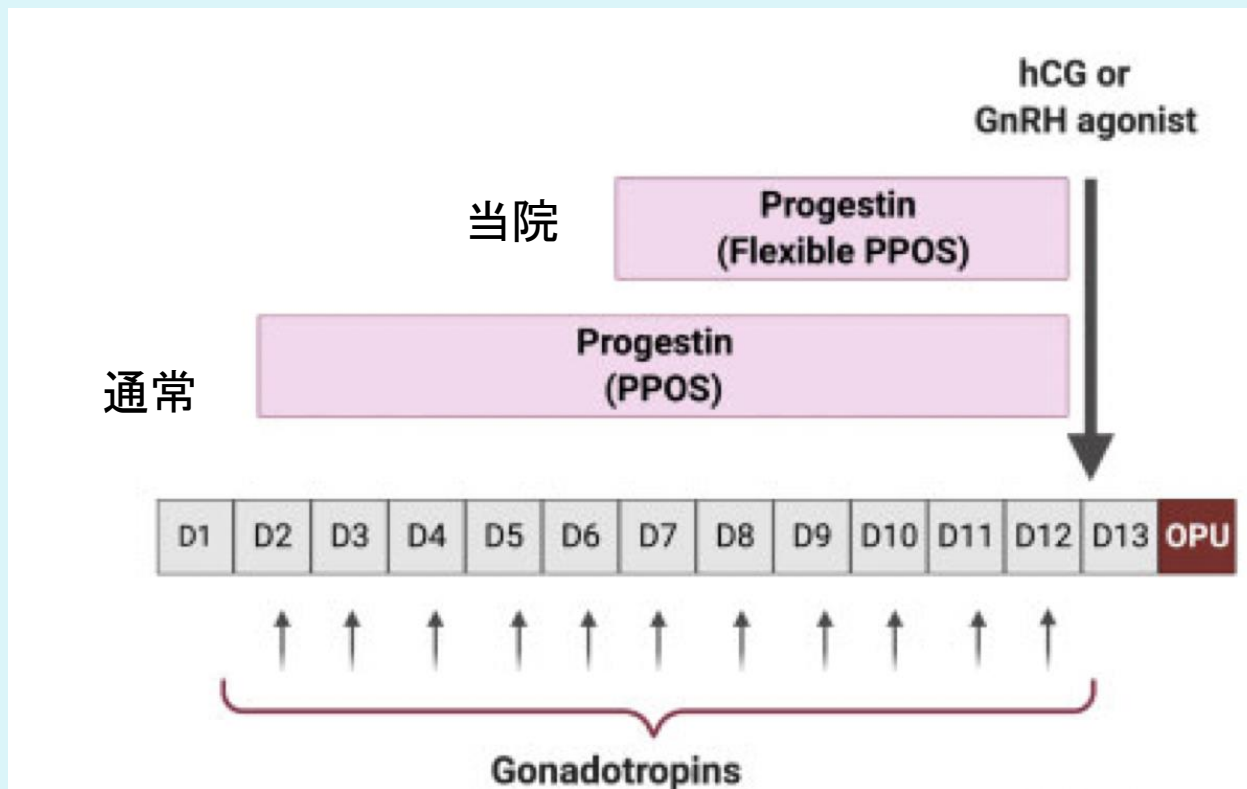 hCG or
GnRH agonist
当院
Progestin
(Flexible PPOS)
通常
Progestin
(PPOS)
D1 D2 D3 D4 D5 D6 D7 D8 D9 D10 D11 D12 D13 OPU
Gonadotropins